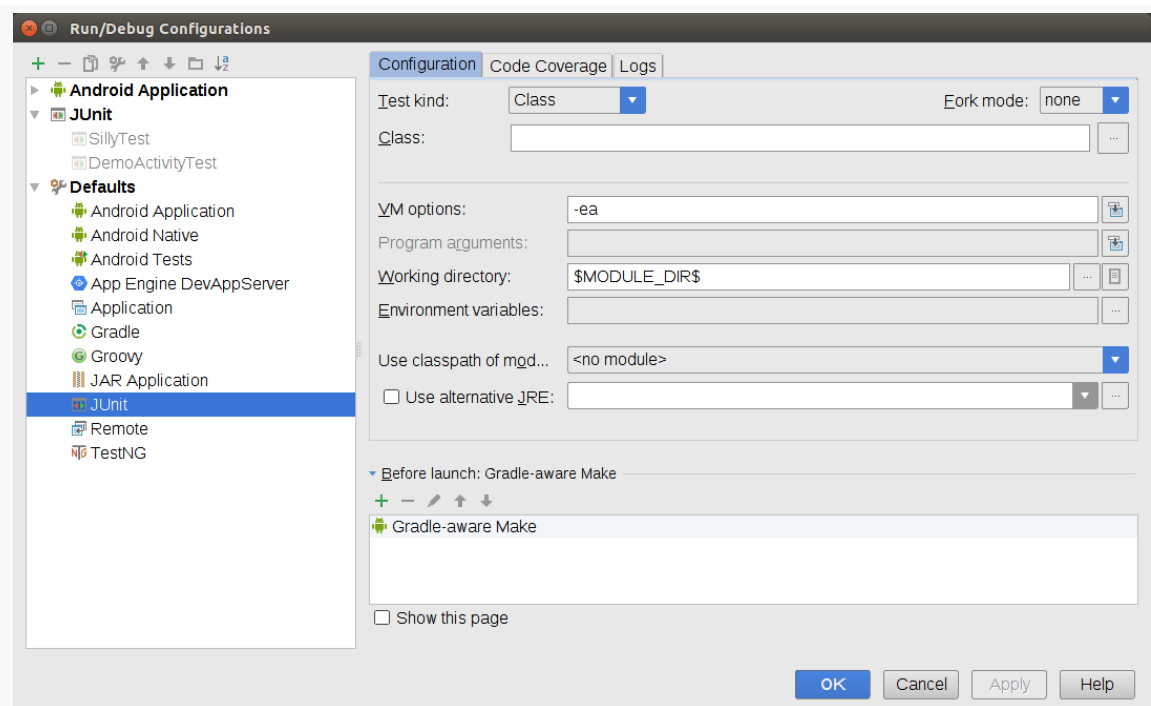 Run/Debug Configurations
Android Application
JUnit
SillyTest
DemoActivityTest
Defaults
Android Application
Android Native
Android Tests
App Engine DevAppServer
Application
Gradle
Groovy
JAR Application
JUnit
Remote
TestNG
Configuration Code Coverage Logs
Test kind: Class Fork mode: none
Class: ...
VM options: -ea
Program arguments:
Working directory: $MODULE_DIR$ ...
Environment variables: ...
Use classpath of mod... <no module>
Use alternative JRE: ...
Before launch: Gradle-aware Make
Gradle-aware Make
Show this page
OK Cancel Apply Help